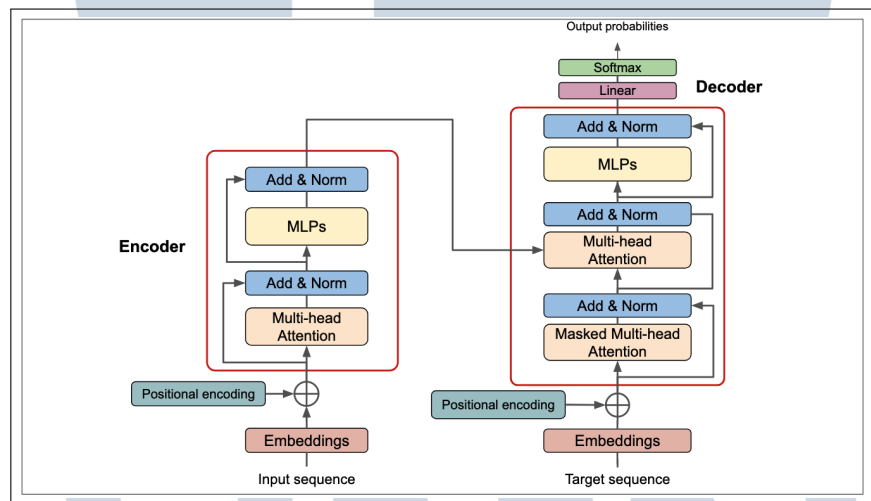 Output probabilities
Softmax
Linear
Decoder
Add & Norm
MLPs
Add & Norm
Multi-head
Attention
Add & Norm
Masked Multi-head
Attention
Positional encoding
Embeddings
Target sequence
Encoder
Add & Norm
MLPs
Add & Norm
Multi-head
Attention
Positional encoding
Embeddings
Input sequence